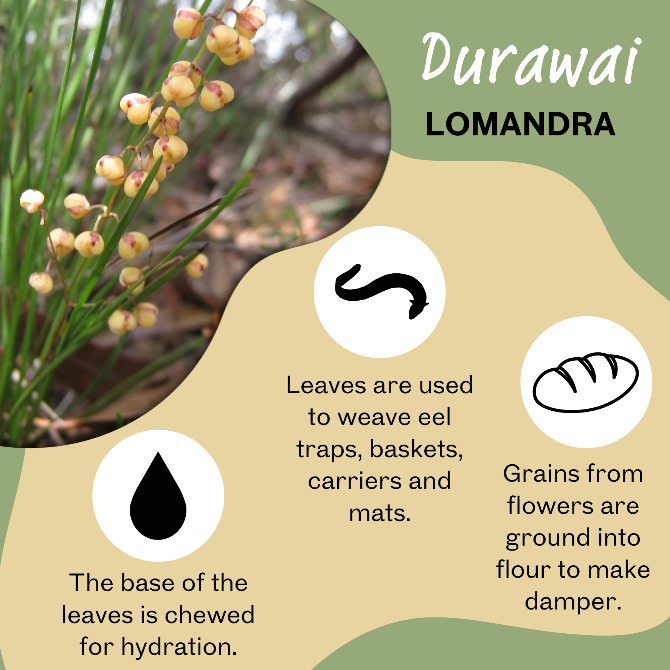 Durawai
LOMANDRA
Leaves are used
to weave eel
traps, baskets,
carriers and
mats.
Grains from
flowers are
ground into
flour to make
damper.
The base of the
leaves is chewed
for hydration.